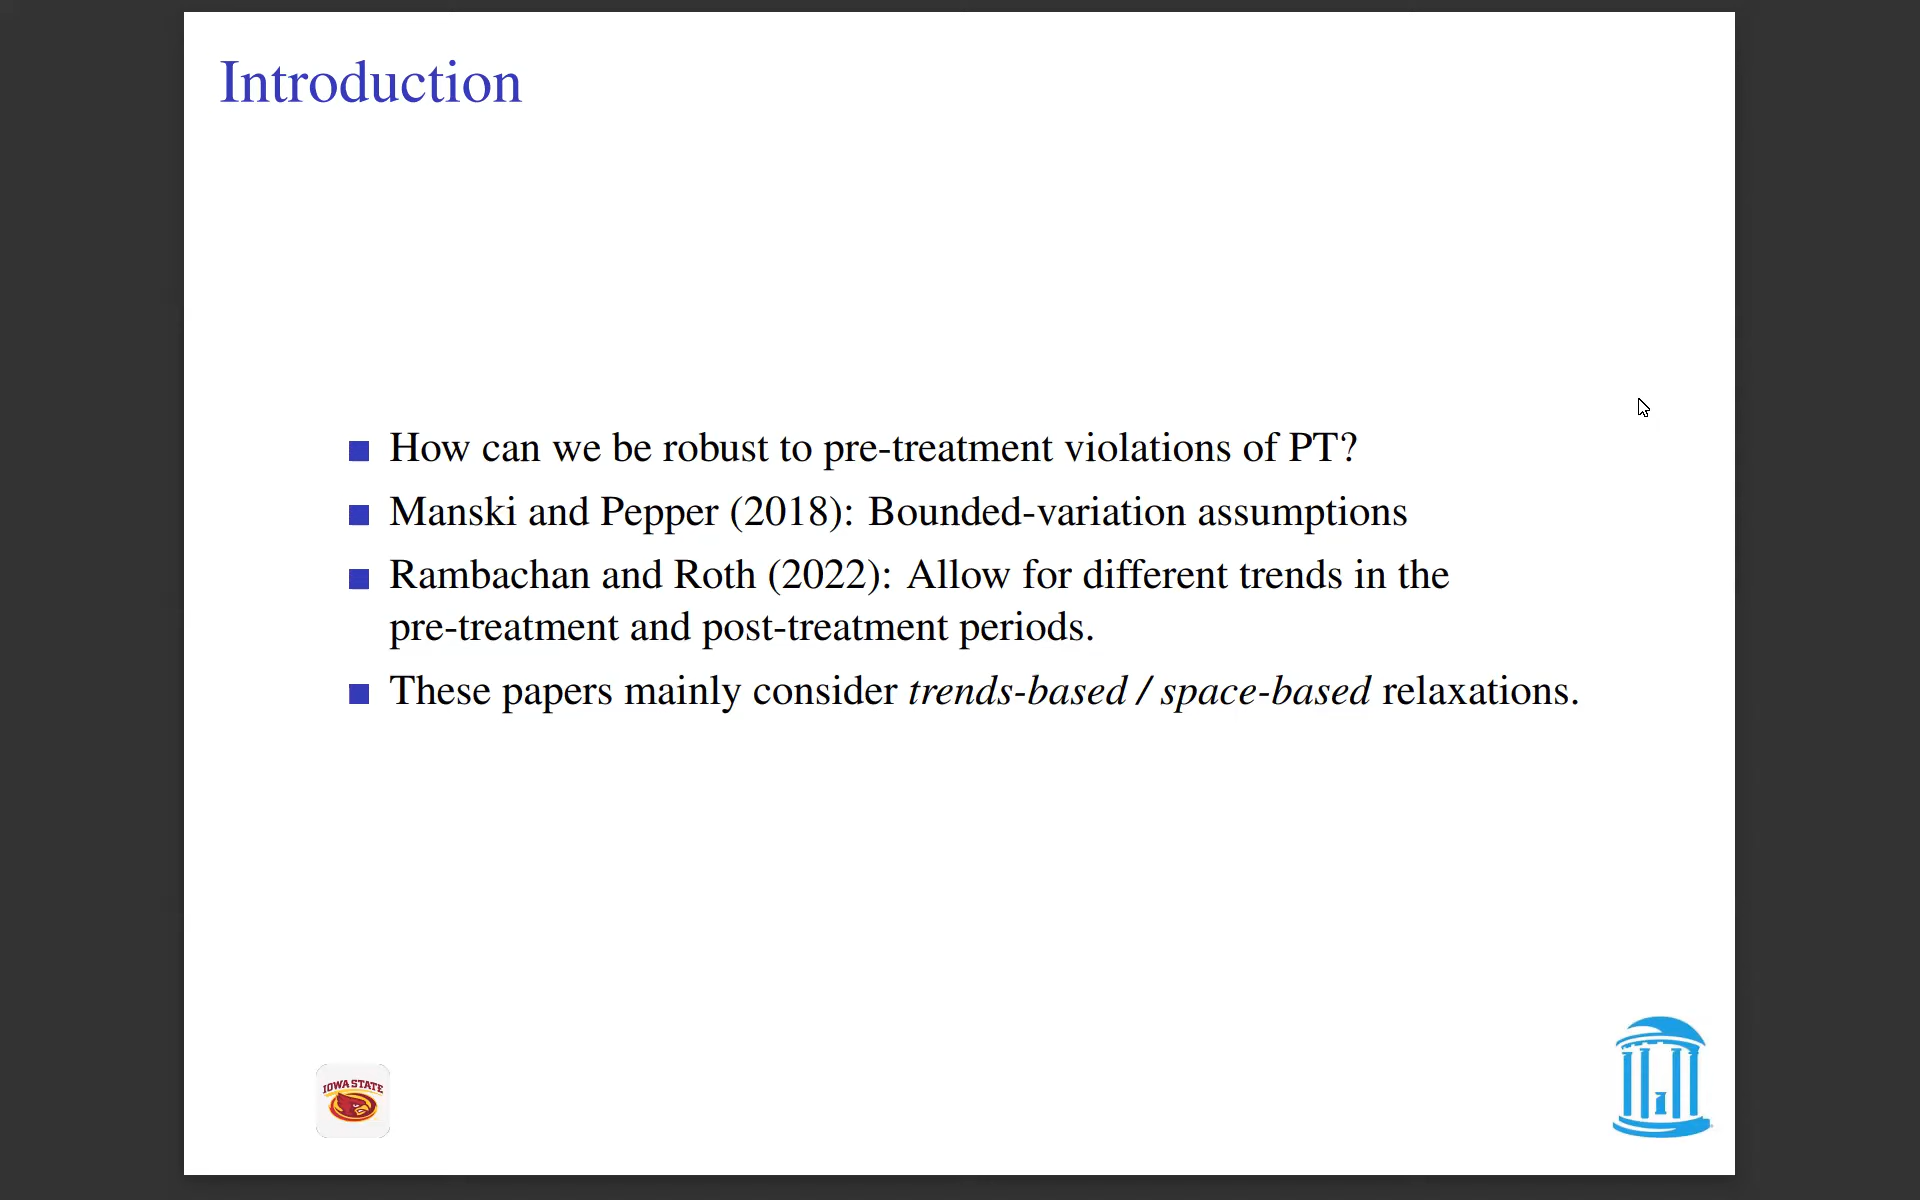 Introduction
How can we be robust to pre-treatment violations of PT?
Manski and Pepper (2018): Bounded-variation assumptions
Rambachan and Roth (2022): Allow for different trends in the
pre-treatment and post-treatment periods.
These papers mainly consider trends-based / space-based relaxations.
IOWA STATE